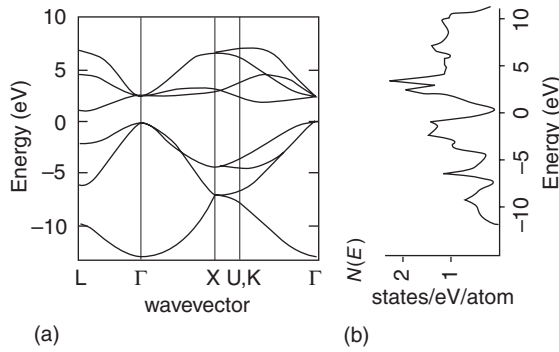 10
5
0
−5
−10
Energy (eV)
L Γ X U,K Γ
wavevector
(a)
10
5
0
−5
−10
Energy (eV)
N(E)
2 1
states/eV/atom
(b)